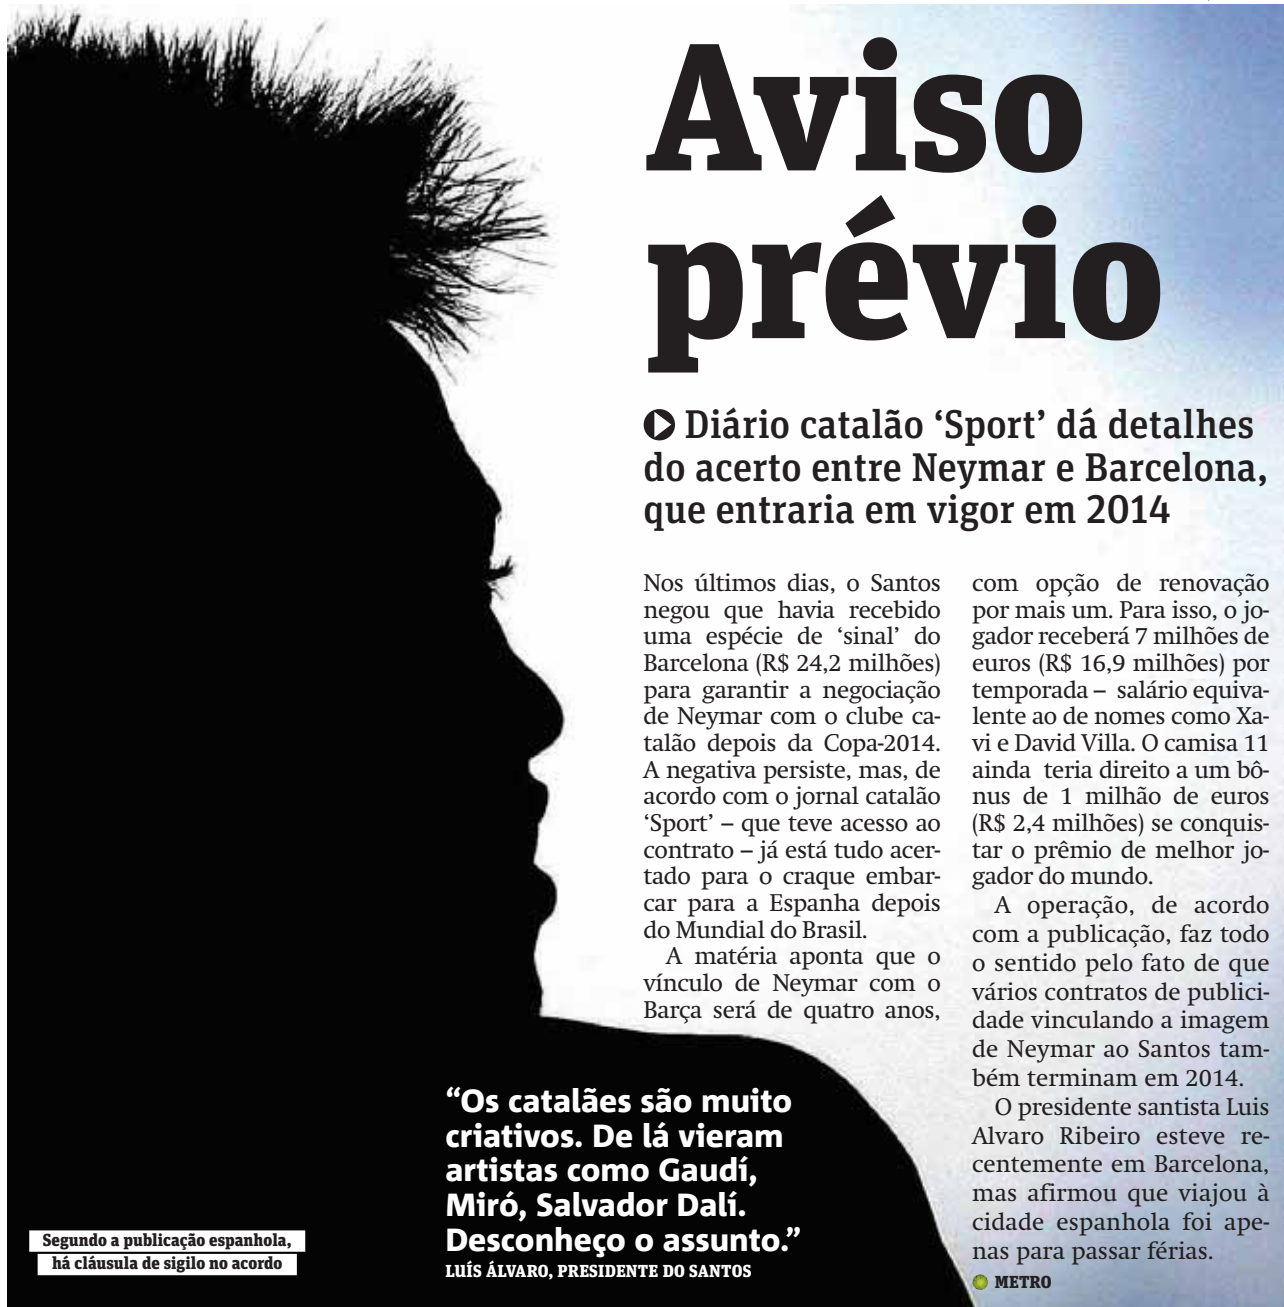 Aviso
prévio
Diário catalão ‘Sport’ dá detalhes
do acerto entre Neymar e Barcelona,
que entraria em vigor em 2014
Nos últimos dias, o Santos
negou que havia recebido
uma espécie de ‘sinal’ do
Barcelona (R$ 24,2 milhões)
para garantir a negociação
de Neymar com o clube ca-
talão depois da Copa-2014.
A negativa persiste, mas, de
acordo com o jornal catalão
‘Sport’ – que teve acesso ao
contrato – já está tudo acer-
tado para o craque embar-
car para a Espanha depois
do Mundial do Brasil.
A matéria aponta que o
vínculo de Neymar com o
Barça será de quatro anos,
com opção de renovação
por mais um. Para isso, o jo-
gador receberá 7 milhões de
euros (R$ 16,9 milhões) por
temporada – salário equiva-
lente ao de nomes como Xa-
vi e David Villa. O camisa 11
ainda teria direito a um bô-
nus de 1 milhão de euros
(R$ 2,4 milhões) se conquis-
tar o prêmio de melhor jo-
gador do mundo.
A operação, de acordo
com a publicação, faz todo
o sentido pelo fato de que
vários contratos de publici-
dade vinculando a imagem
de Neymar ao Santos tam-
bém terminam em 2014.
O presidente santista Luis
Alvaro Ribeiro esteve re-
centemente em Barcelona,
mas afirmou que viajou à
cidade espanhola foi ape-
nas para passar férias.
METRO
“Os catalães são muito
criativos. De lá vieram
artistas como Gaudí,
Miró, Salvador Dalí.
Desconheço o assunto.”
LUÍS ÁLVARO, PRESIDENTE DO SANTOS
Segundo a publicação espanhola,
há cláusula de sigilo no acordo